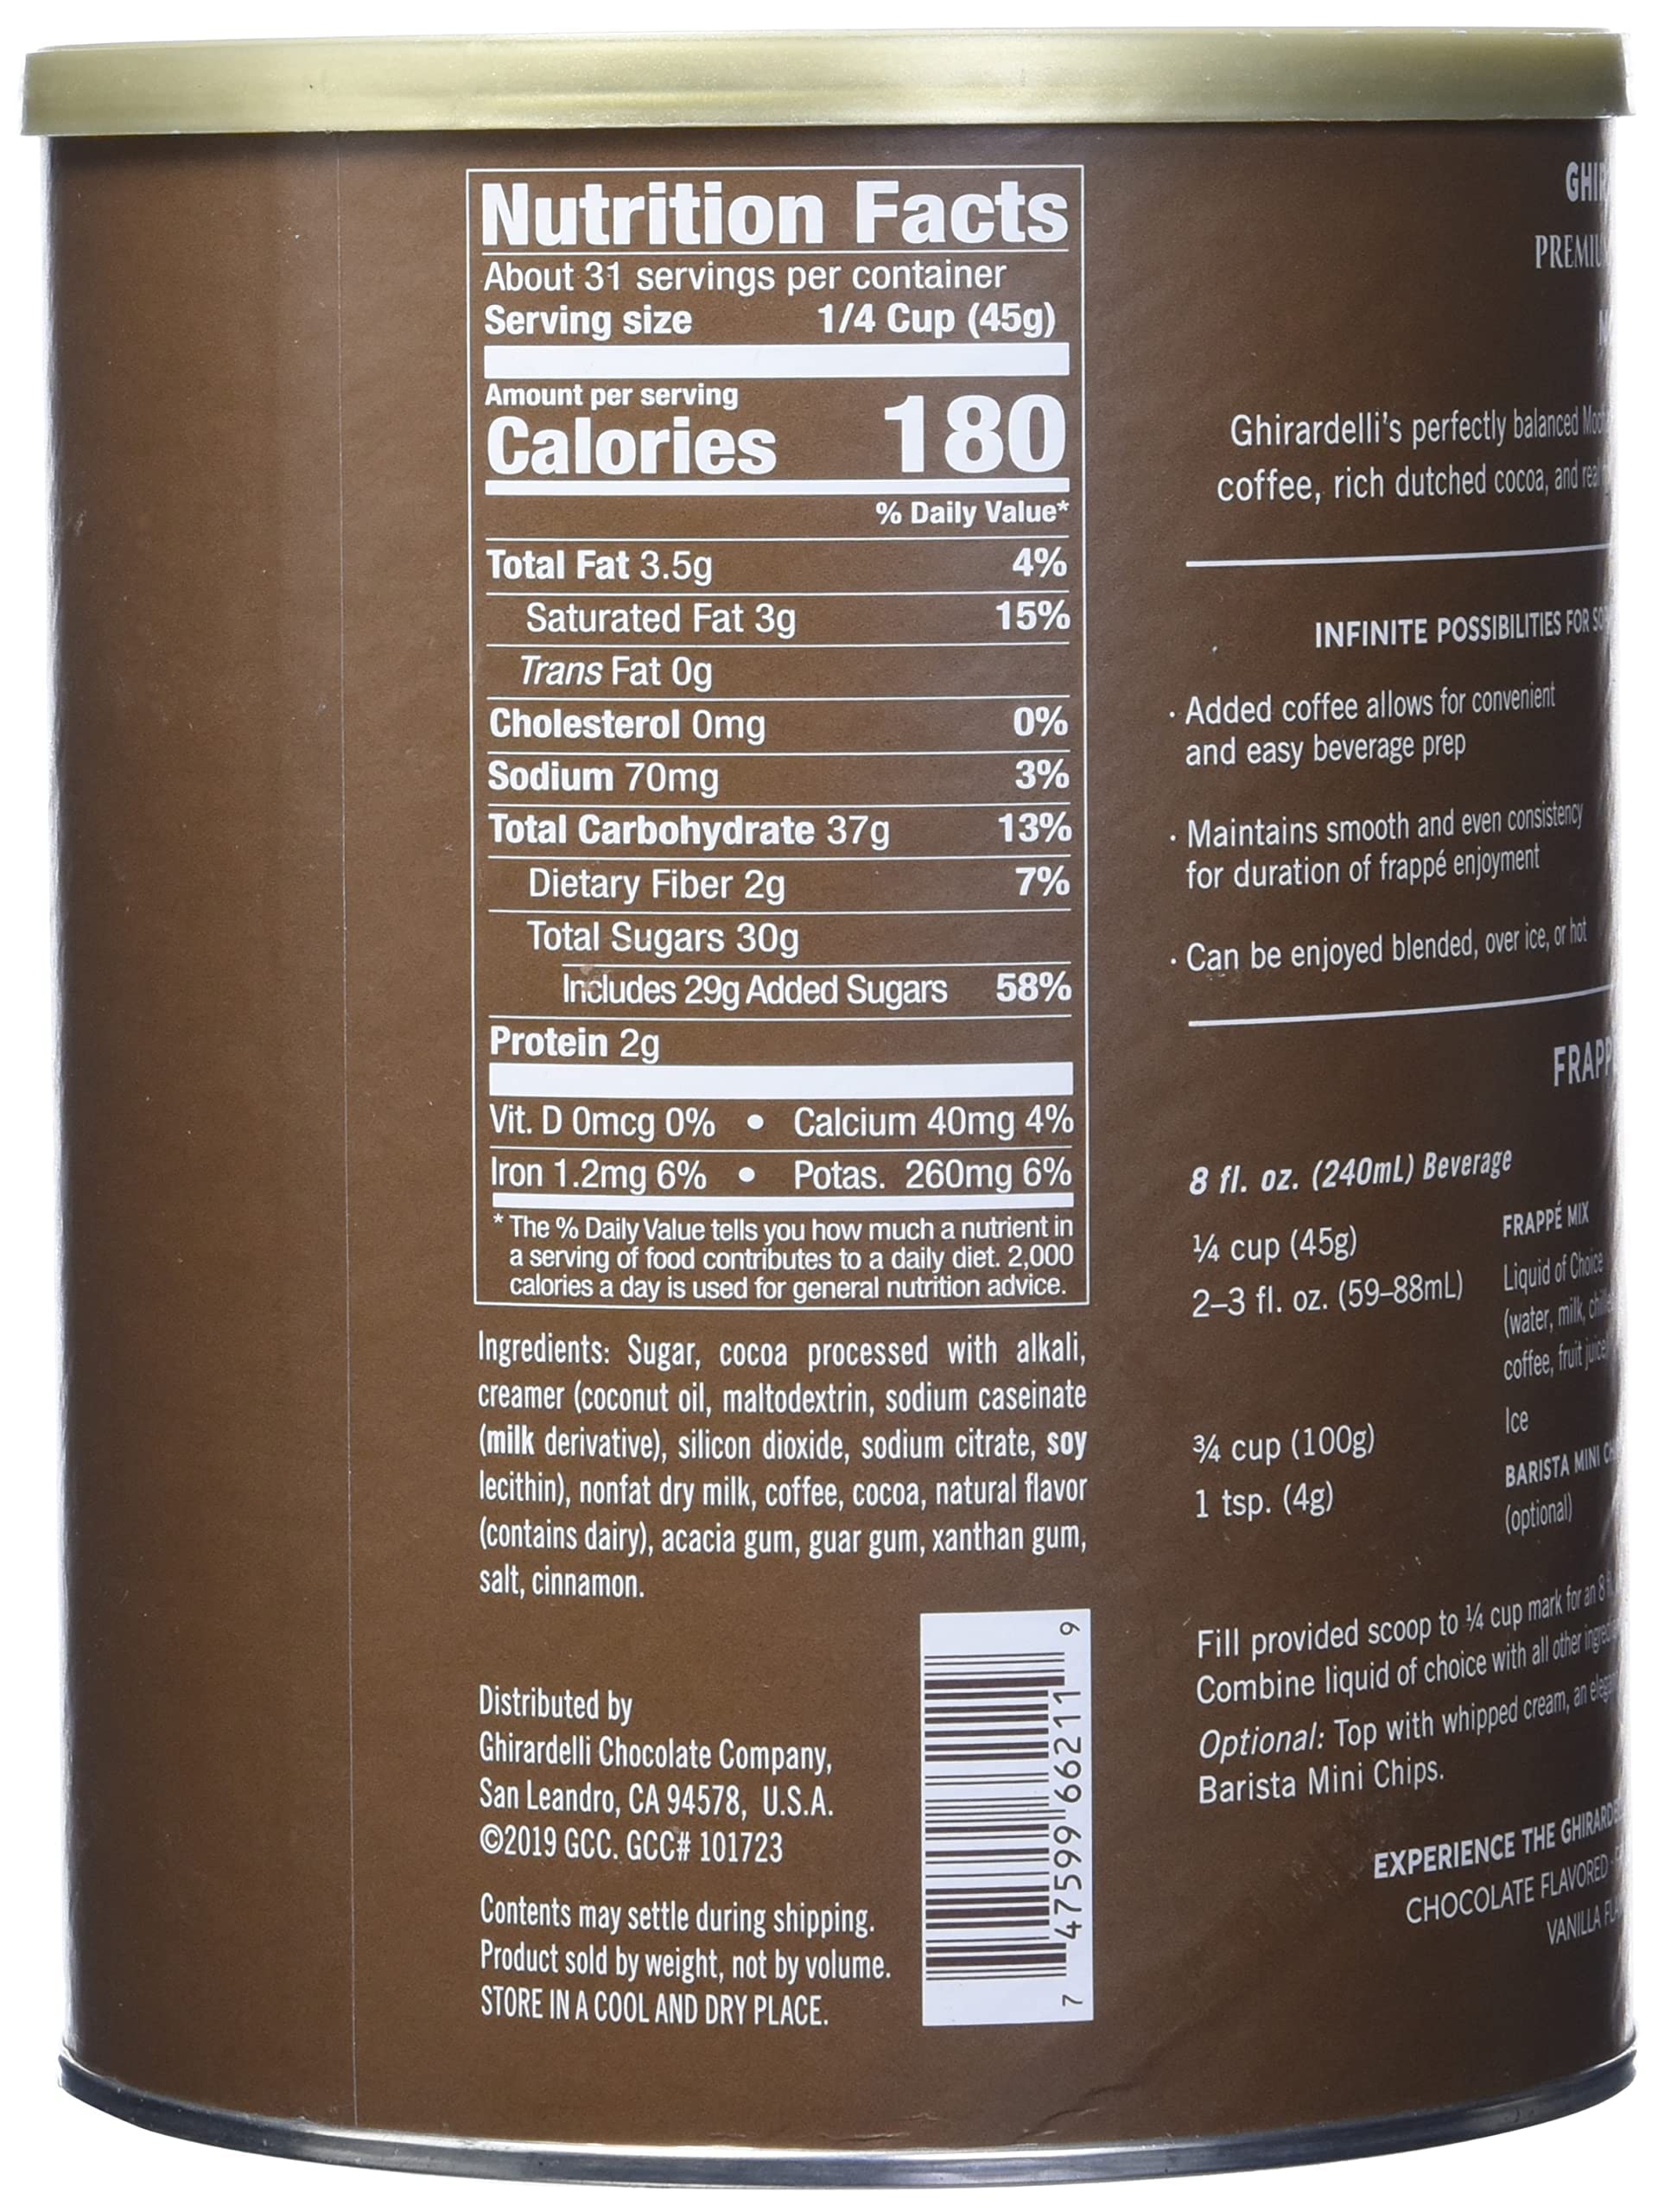 Nutrition Facts
About 31 servings per container
Serving size 1/4 Cup (45g)
Amount per serving
Calories 180
% Daily Value*
Total Fat 3.5g 4%
Saturated Fat 3g 15%
Trans Fat 0g
Cholesterol 0mg 0%
Sodium 70mg 3%
Total Carbohydrate 37g 13%
Dietary Fiber 2g 7%
Total Sugars 30g
Includes 29g Added Sugars 58%
Protein 2g
Vit. D 0mcg 0% • Calcium 40mg 4%
Iron 1.2mg 6% • Potas. 260mg 6%
* The % Daily Value tells you how much a nutrient in
a serving of food contributes to a daily diet. 2,000
calories a day is used for general nutrition advice.
Ingredients: Sugar, cocoa processed with alkali,
creamer (coconut oil, maltodextrin, sodium caseinate
(milk derivative), silicon dioxide, sodium citrate, soy
lecithin), nonfat dry milk, coffee, cocoa, natural flavor
(contains dairy), acacia gum, guar gum, xanthan gum,
salt, cinnamon.
Distributed by
Ghirardelli Chocolate Company,
San Leandro, CA 94578, U.S.A.
©2019 GCC. GCC# 101723
Contents may settle during shipping.
Product sold by weight, not by volume.
STORE IN A COOL AND DRY PLACE.
7 47599 66211 9
Ghirardelli's perfectly balanced
coffee, rich dutched cocoa, and real
INFINITE POSSIBILITIES FOR
· Added coffee allows for convenient
and easy beverage prep
· Maintains smooth and even consistency
for duration of frappé enjoyment
· Can be enjoyed blended, over ice, or hot
8 fl. oz. (240mL) Beverage
¼ cup (45g) FRAPPÉ MIX
2–3 fl. oz. (59–88mL) Liquid of Choice
(water, milk,
coffee, fruit juice)
¾ cup (100g) Ice
1 tsp. (4g) BARISTA MINI
(optional)
Fill provided scoop to ¼ cup mark for an 8
Combine liquid of choice with all other
Optional: Top with whipped cream, an
Barista Mini Chips.
EXPERIENCE THE
CHOCOLATE FLAVORED
VANILLA